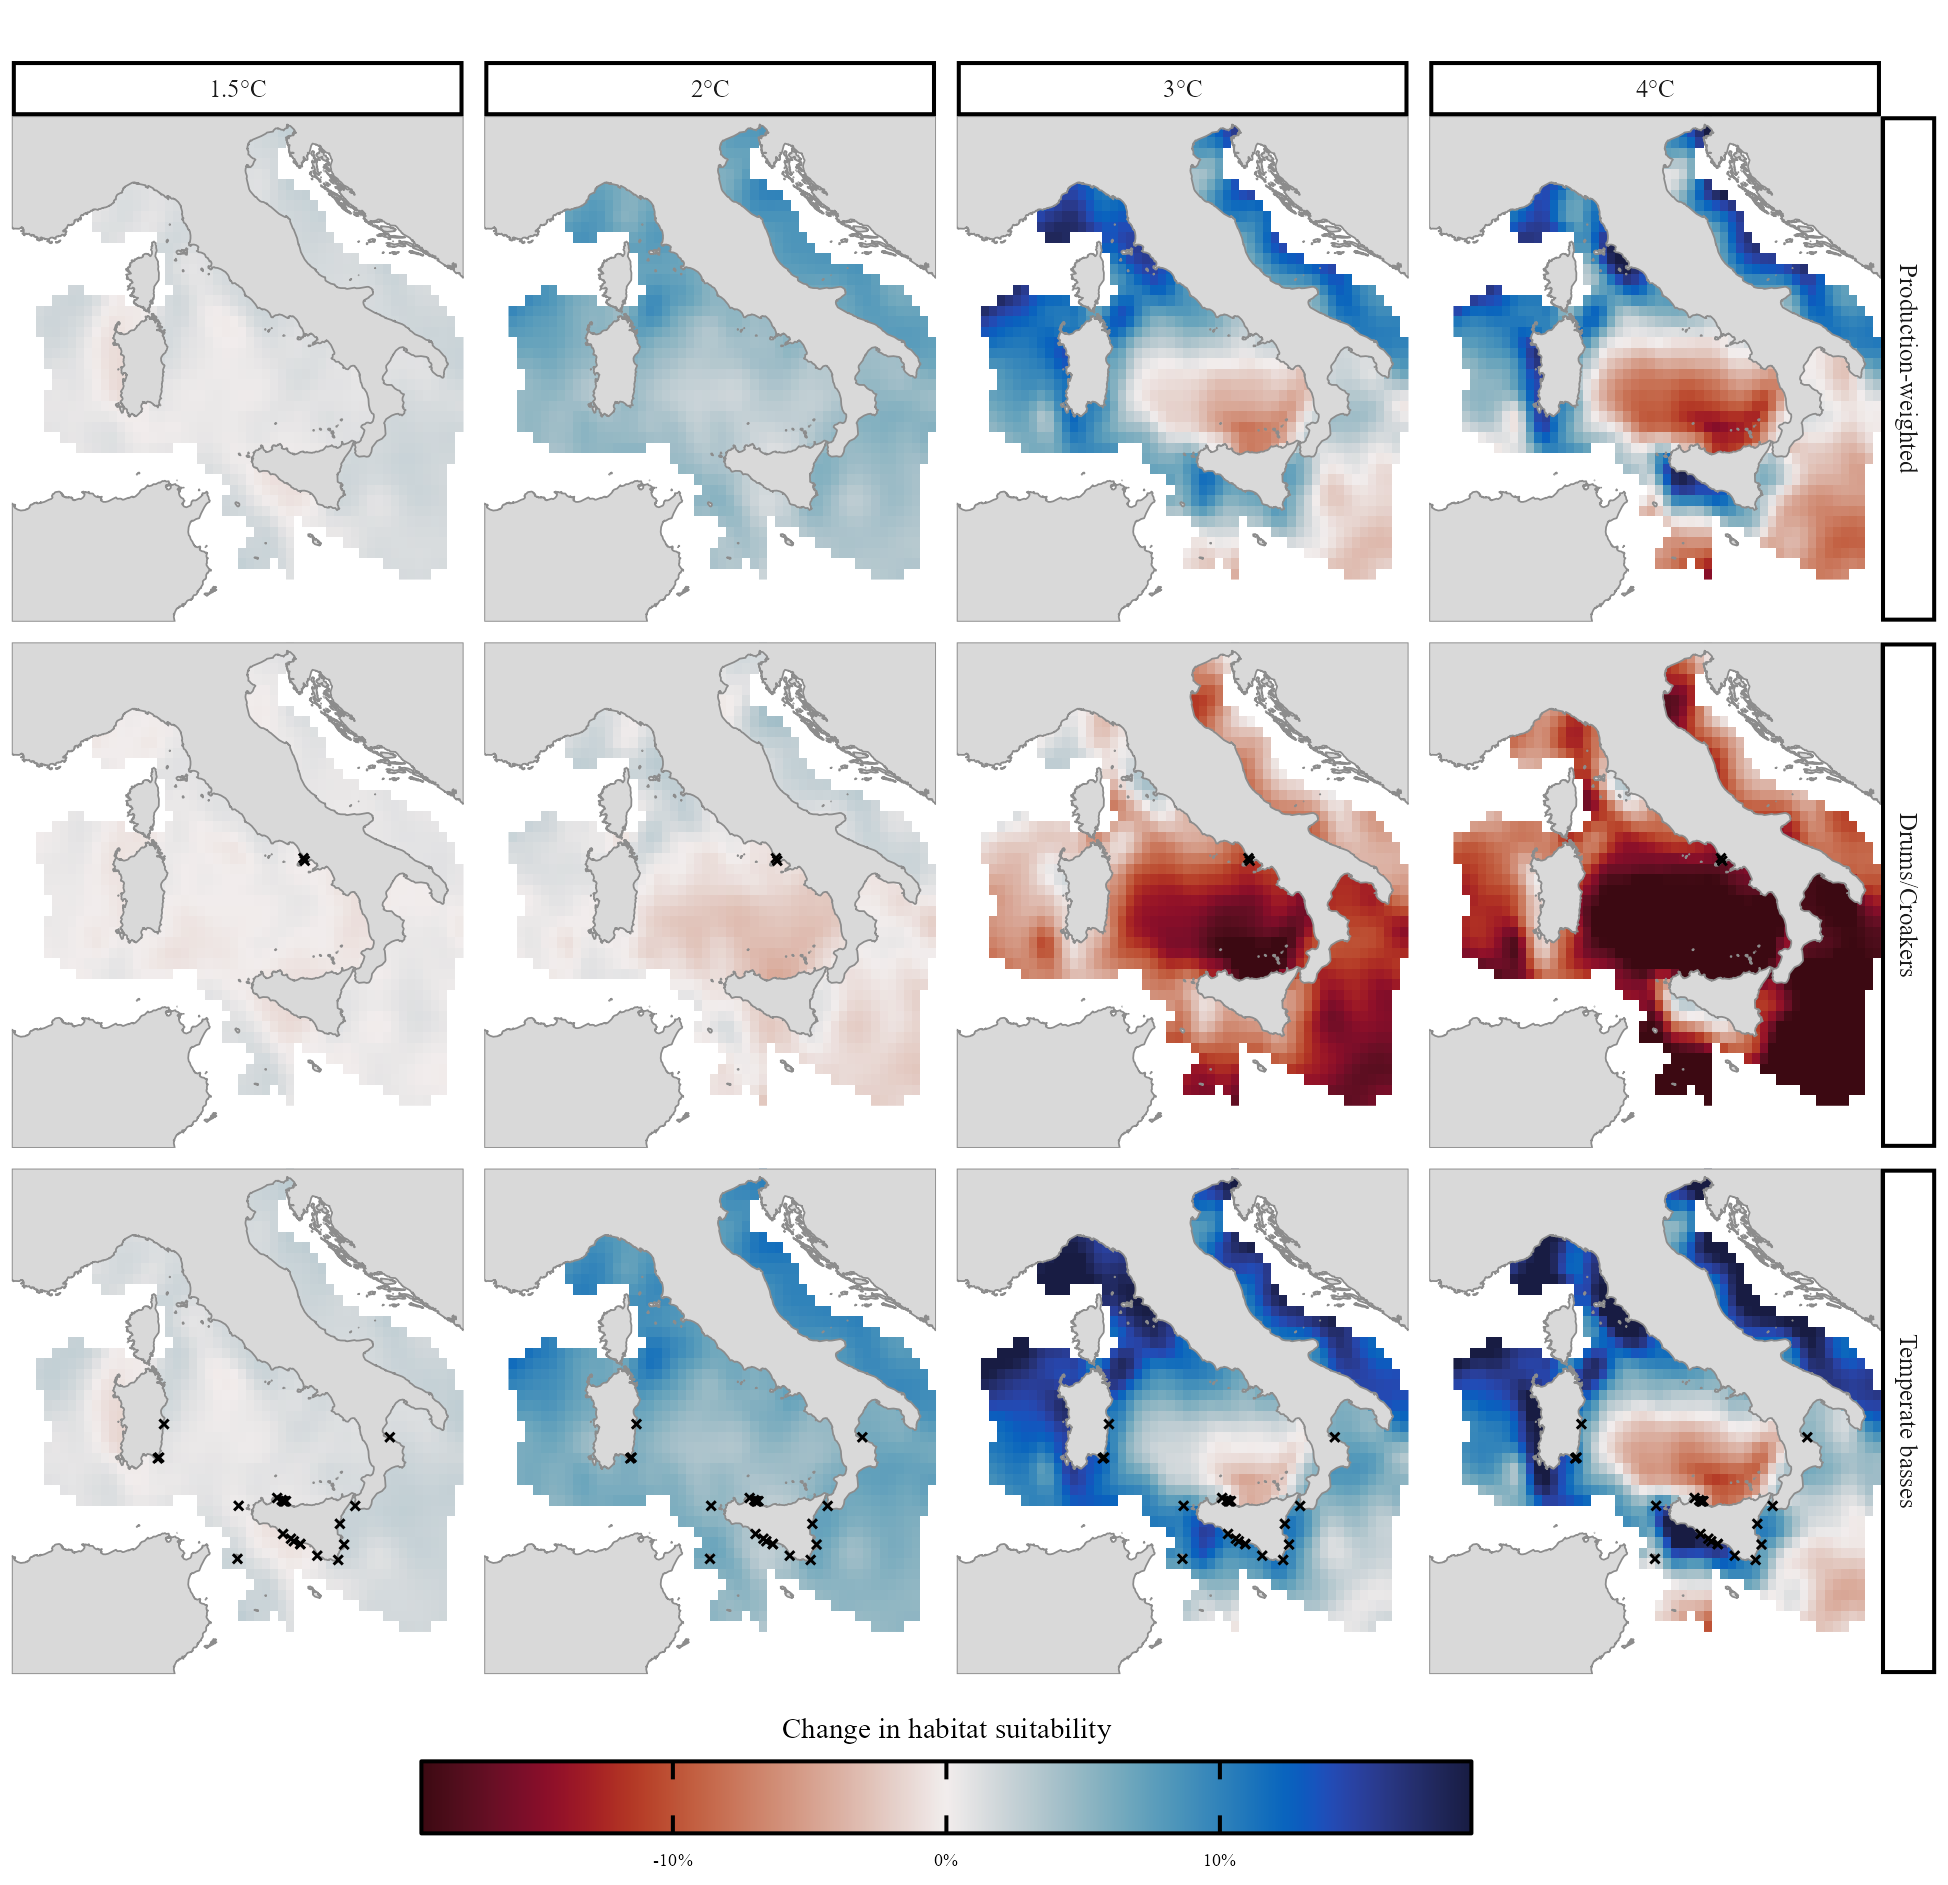 1.5°C
2°C
3°C
4°C
Production-weighted
Drums/Croakers
Temperate basses
Change in habitat suitability
-10%
0%
10%